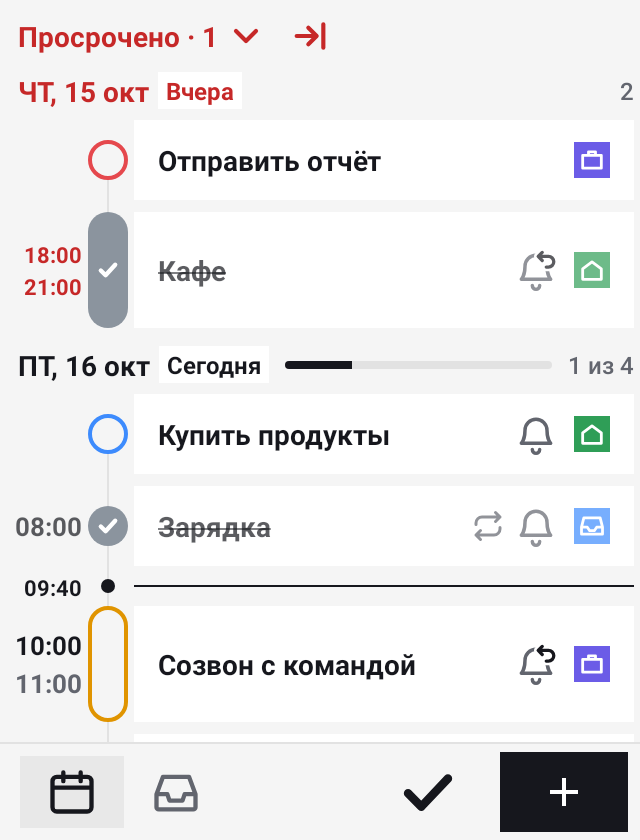 Просрочено · 1
ЧТ, 15 окт Вчера 2
Отправить отчёт
18:00
21:00
Кафе
ПТ, 16 окт Сегодня 1 из 4
Купить продукты
08:00 Зарядка
09:40
10:00
11:00
Созвон с командой